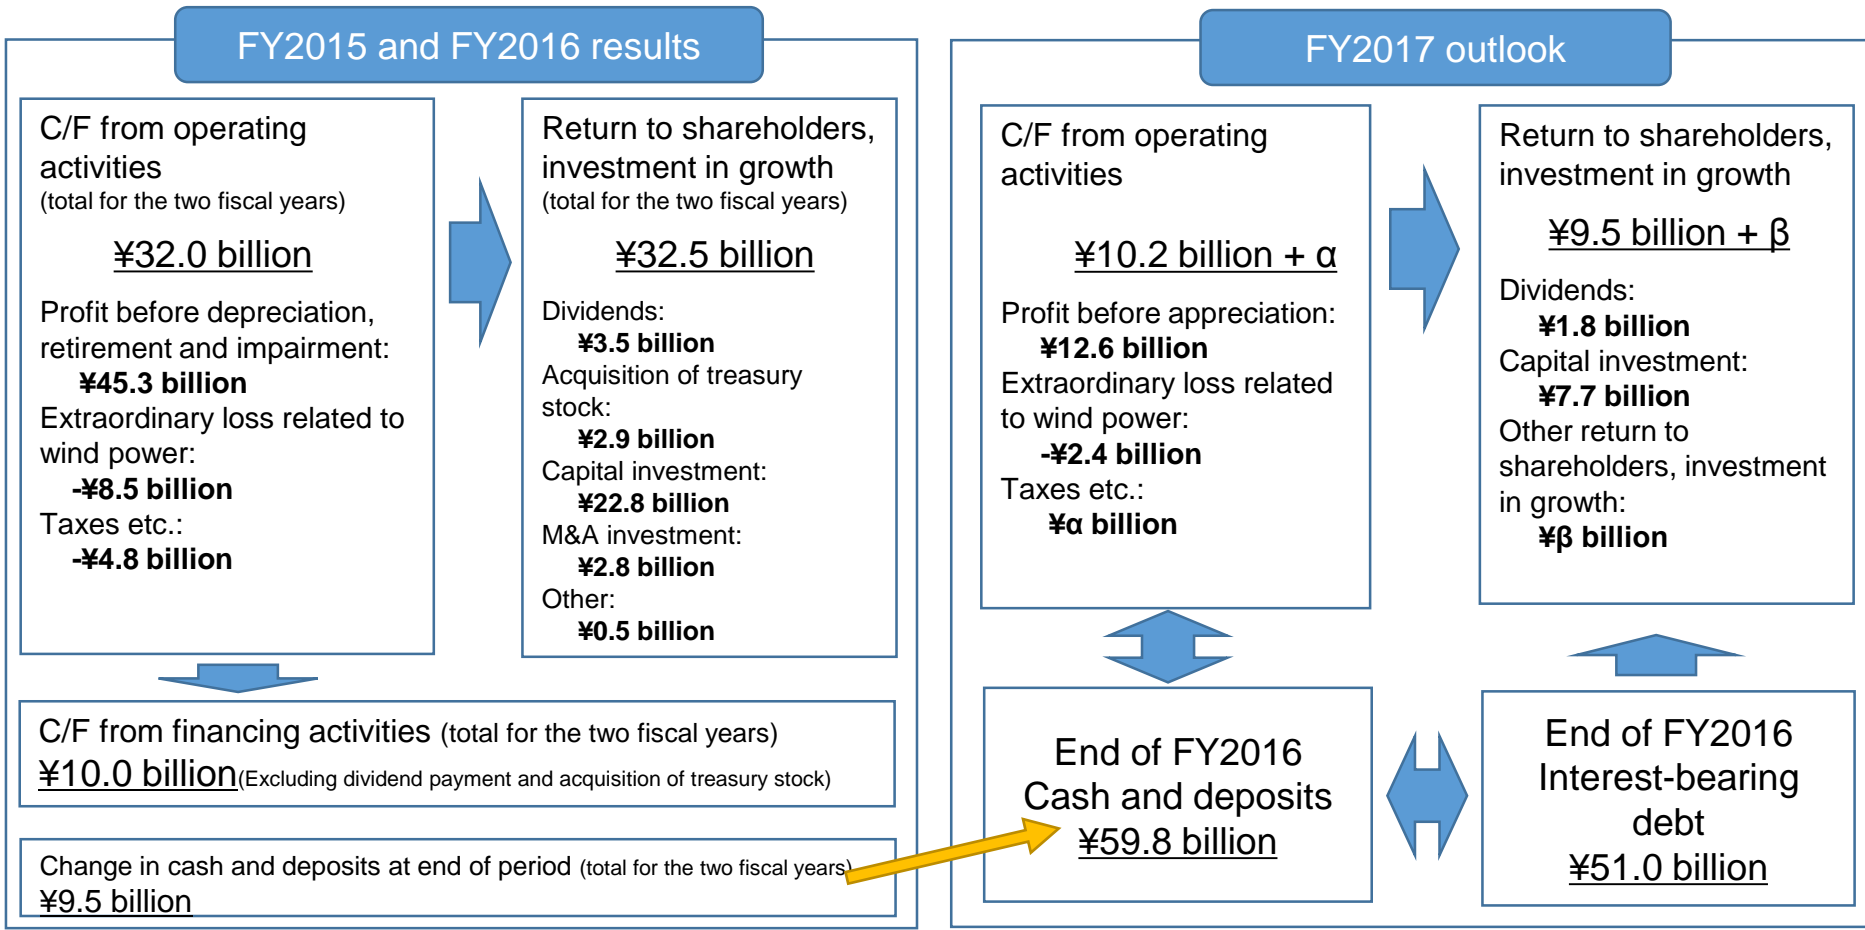 FY2015 and FY2016 results
C/F from operating
activities
(total for the two fiscal years)
¥32.0 billion
Profit before depreciation,
retirement and impairment:
¥45.3 billion
Extraordinary loss related to
wind power:
-¥8.5 billion
Taxes etc.:
-¥4.8 billion
Return to shareholders,
investment in growth
(total for the two fiscal years)
¥32.5 billion
Dividends:
¥3.5 billion
Acquisition of treasury
stock:
¥2.9 billion
Capital investment:
¥22.8 billion
M&A investment:
¥2.8 billion
Other:
¥0.5 billion
C/F from financing activities (total for the two fiscal years)
¥10.0 billion(Excluding dividend payment and acquisition of treasury stock)
Change in cash and deposits at end of period (total for the two fiscal years)
¥9.5 billion
FY2017 outlook
C/F from operating
activities
¥10.2 billion + α
Profit before appreciation:
¥12.6 billion
Extraordinary loss related
to wind power:
-¥2.4 billion
Taxes etc.:
¥α billion
Return to shareholders,
investment in growth
¥9.5 billion + β
Dividends:
¥1.8 billion
Capital investment:
¥7.7 billion
Other return to
shareholders, investment
in growth:
¥β billion
End of FY2016
Cash and deposits
¥59.8 billion
End of FY2016
Interest-bearing
debt
¥51.0 billion